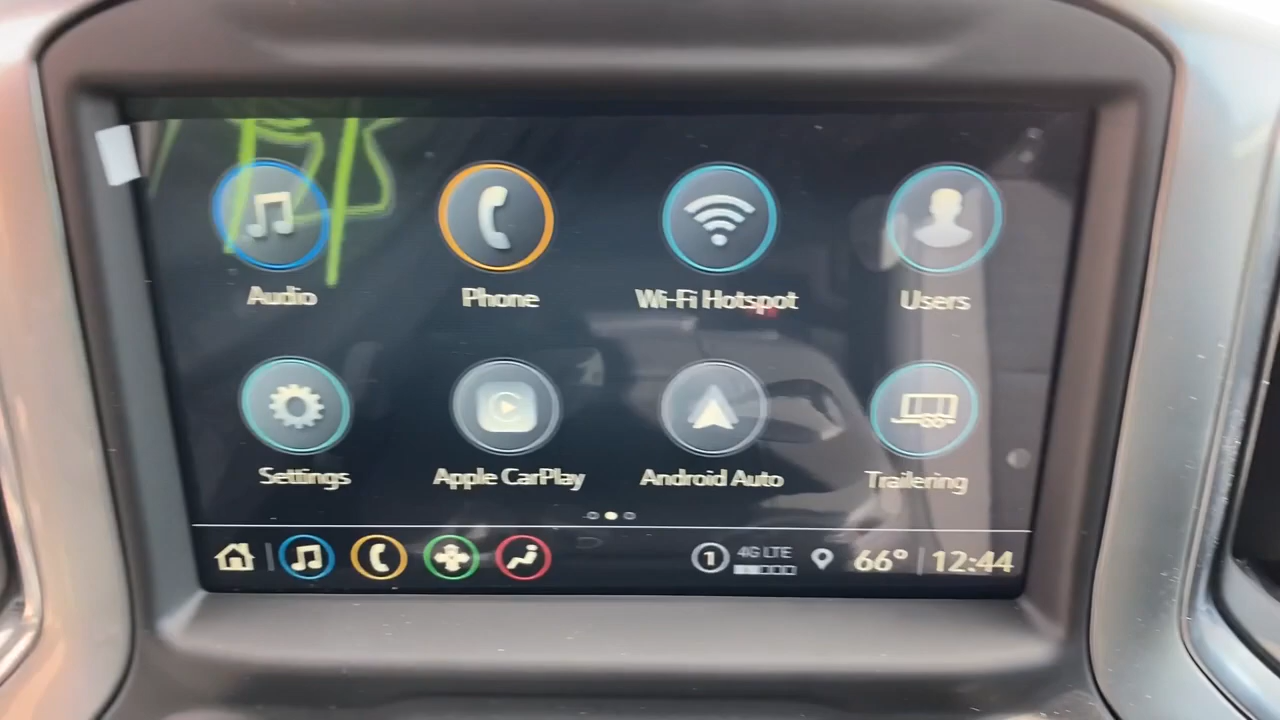 Audio Phone Wi-Fi Hotspot Users
Settings Apple CarPlay Android Auto Trailering
1 4G LTE 66° 12:44